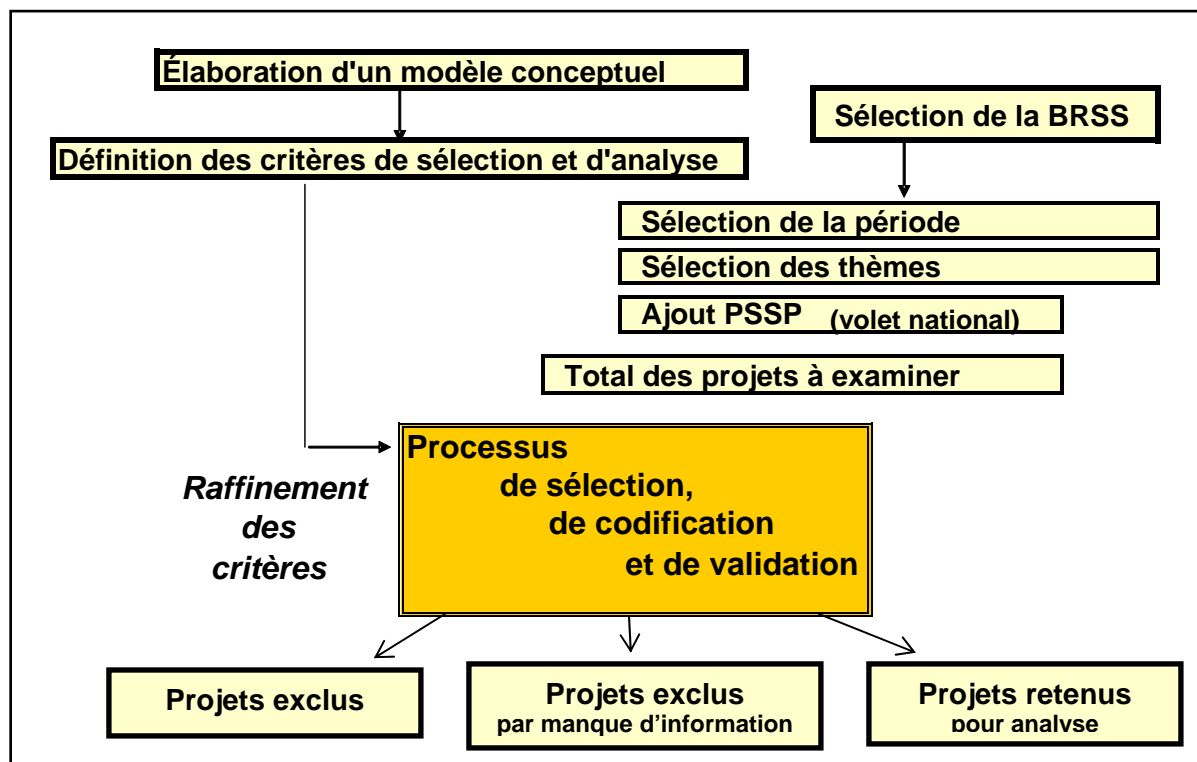 Élaboration d'un modèle conceptuel
Sélection de la BRSS
Définition des critères de sélection et d'analyse
Sélection de la période
Sélection des thèmes
Ajout PSSP (volet national)
Total des projets à examiner
Processus
de sélection,
de codification
et de validation
Raffinement
des
critères
Projets exclus
Projets exclus
par manque d'information
Projets retenus
pour analyse